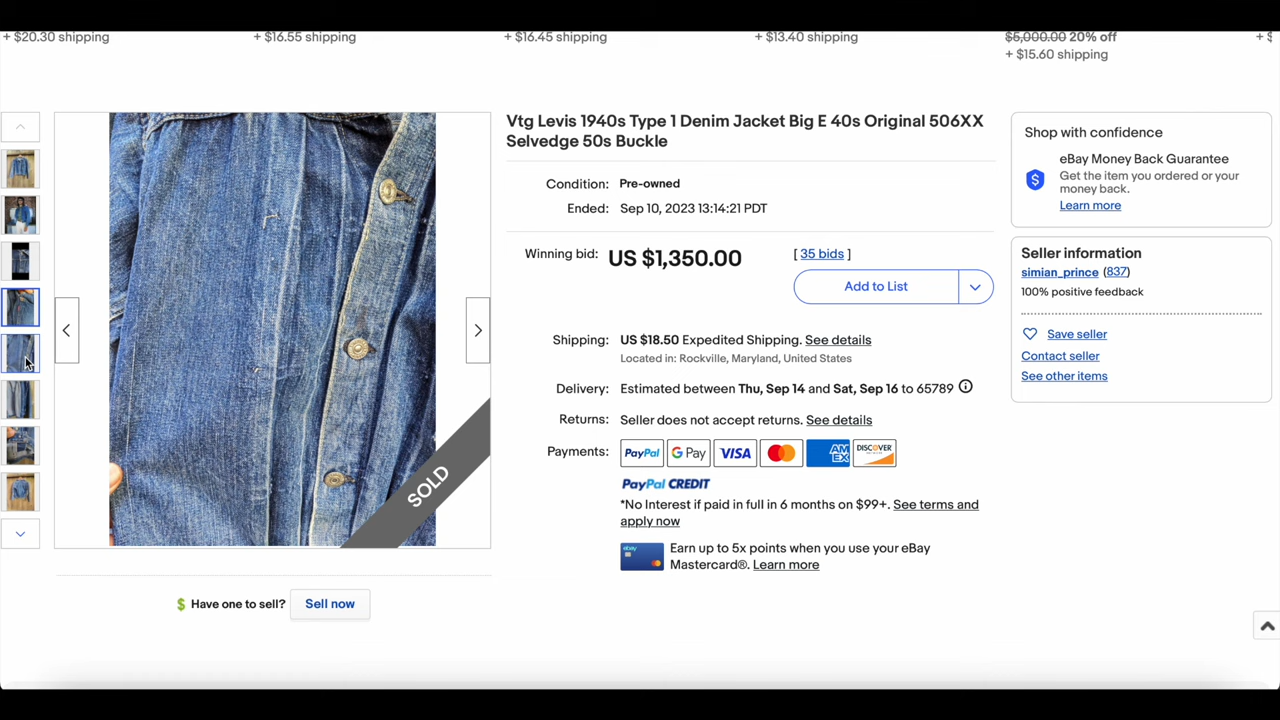 + $20.30 shipping
+ $16.55 shipping
+ $16.45 shipping
+ $13.40 shipping
$5,000.00 20% off
+ $15.60 shipping
+ $
Vtg Levis 1940s Type 1 Denim Jacket Big E 40s Original 506XX
Selvedge 50s Buckle
Condition: Pre-owned
Ended: Sep 10, 2023 13:14:21 PDT
Winning bid: US $1,350.00 [ 35 bids ]
Add to List
Shipping: US $18.50 Expedited Shipping. See details
Located in: Rockville, Maryland, United States
Delivery: Estimated between Thu, Sep 14 and Sat, Sep 16 to 65789
Returns: Seller does not accept returns. See details
Payments: PayPal G Pay VISA AM EX DISCOVER
PayPal CREDIT
*No Interest if paid in full in 6 months on $99+. See terms and
apply now
ebay
Earn up to 5x points when you use your eBay
Mastercard®. Learn more
SOLD
Have one to sell? Sell now
Shop with confidence
eBay Money Back Guarantee
Get the item you ordered or your
money back.
Learn more
Seller information
simian_prince (837)
100% positive feedback
Save seller
Contact seller
See other items